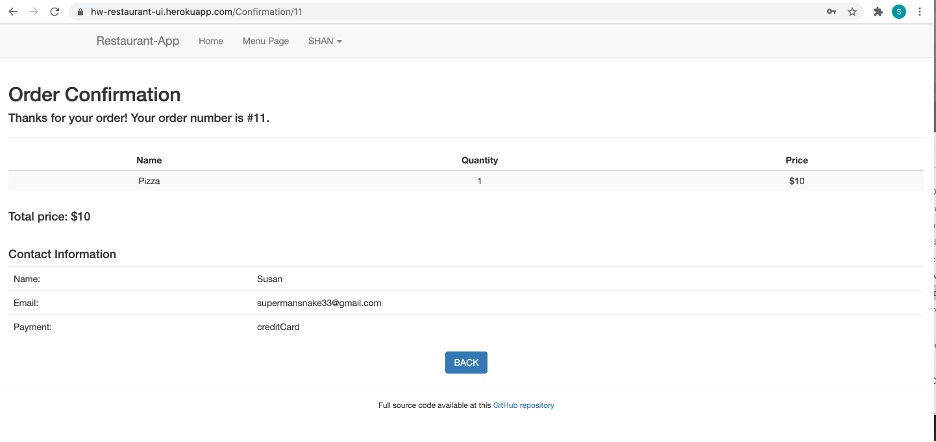 hw-restaurant-ui.herokuapp.com/Confirmation/11
S
Restaurant-App Home Menu Page SHAN
Order Confirmation
Thanks for your order! Your order number is #11.
Name Quantity Price
Pizza 1 $10
Total price: $10
Contact Information
Name: Susan
Email: supermansnake33@gmail.com
Payment: creditCard
BACK
Full source code available at this GitHub repository